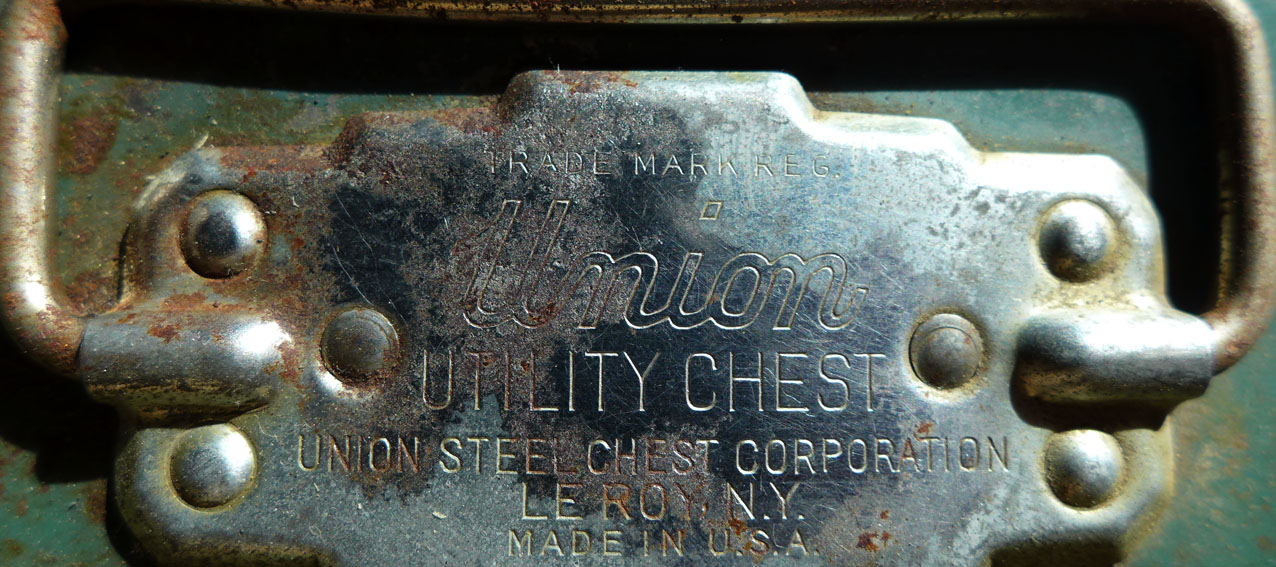 TRADE MARK REG.
Union
UTILITY CHEST
UNION STEEL CHEST CORPORATION
LE ROY, N.Y.
MADE IN U.S.A.